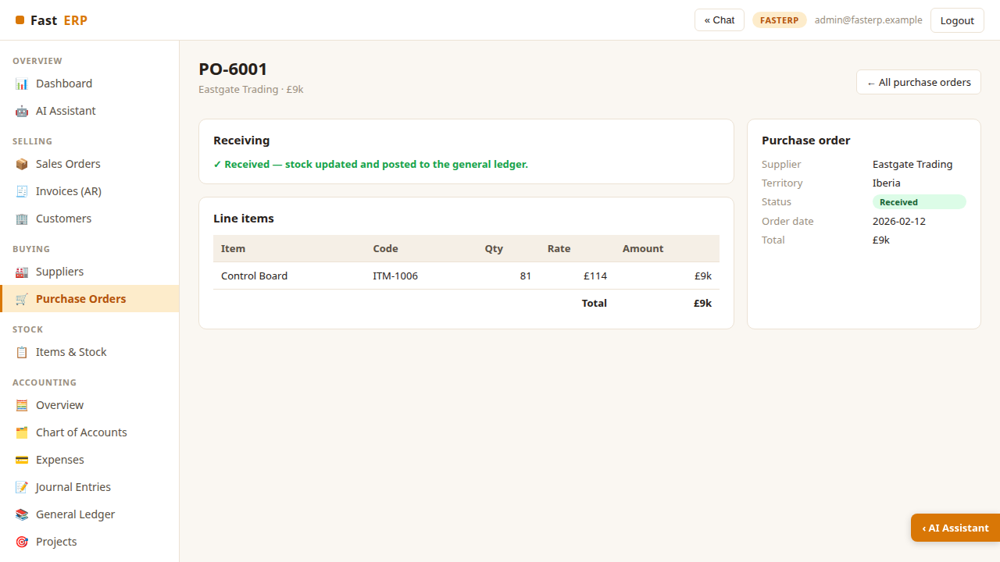 Fast ERP
« Chat
FASTERP
admin@fasterp.example
Logout
OVERVIEW
Dashboard
AI Assistant
SELLING
Sales Orders
Invoices (AR)
Customers
BUYING
Suppliers
Purchase Orders
STOCK
Items & Stock
ACCOUNTING
Overview
Chart of Accounts
Expenses
Journal Entries
General Ledger
Projects
PO-6001
Eastgate Trading · £9k
← All purchase orders
Receiving
✓ Received — stock updated and posted to the general ledger.
Line items
Item Code Qty Rate Amount
Control Board ITM-1006 81 £114 £9k
Total £9k
Purchase order
Supplier Eastgate Trading
Territory Iberia
Status Received
Order date 2026-02-12
Total £9k
‹ AI Assistant